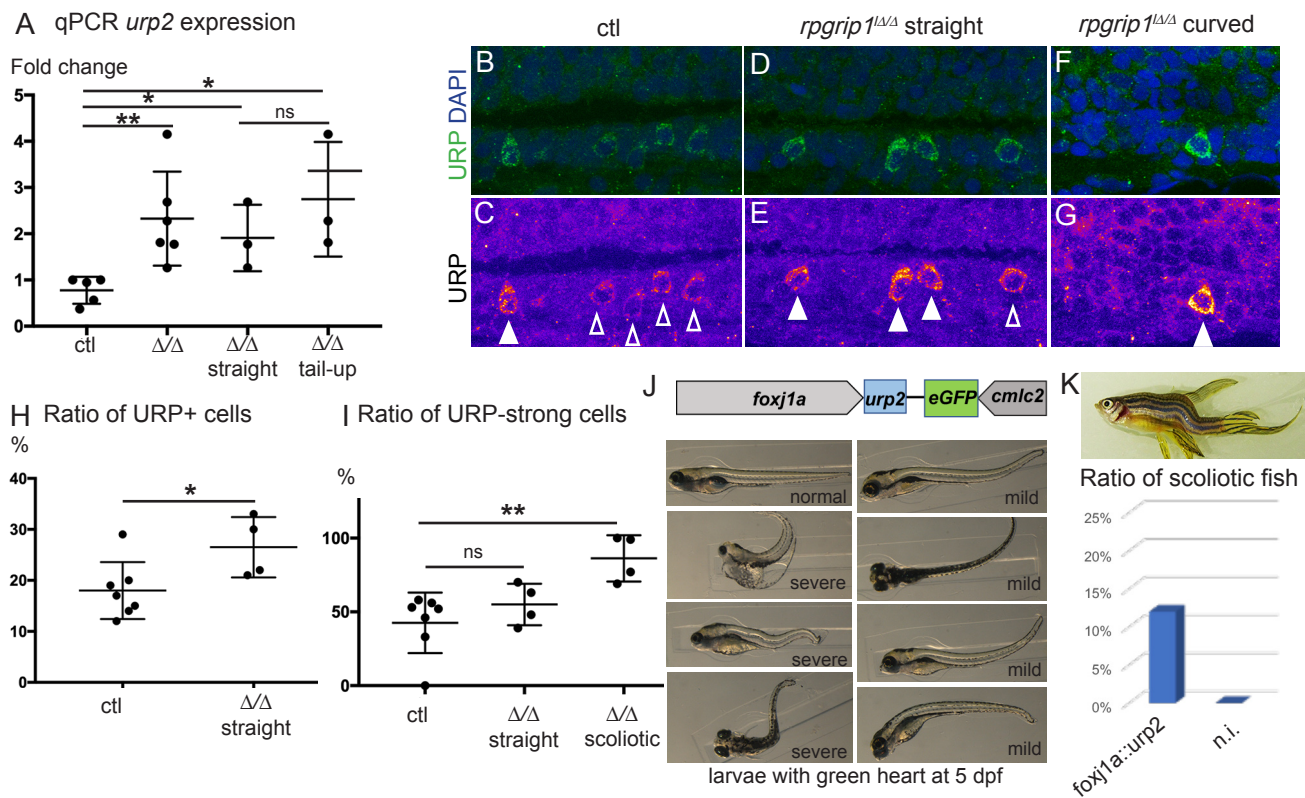 A qPCR urp2 expression
Fold change
5
4
3
2
1
0
*
*
**
ns
ctl
Δ/Δ
Δ/Δ
straight
Δ/Δ
tail-up
ctl
rpgrip1lΔ/Δ straight
rpgrip1lΔ/Δ curved
URP DAPI
B
D
F
URP
C
E
G
H Ratio of URP+ cells
%
40
30
20
10
0
*
ctl
Δ/Δ
straight
I Ratio of URP-strong cells
%
100
50
0
**
ns
ctl
Δ/Δ
straight
Δ/Δ
scoliotic
J
foxj1a urp2 eGFP cmlc2
normal
mild
severe
mild
severe
mild
severe
mild
larvae with green heart at 5 dpf
K
Ratio of scoliotic fish
25%
20%
15%
10%
5%
0%
foxj1a::urp2
n.i.